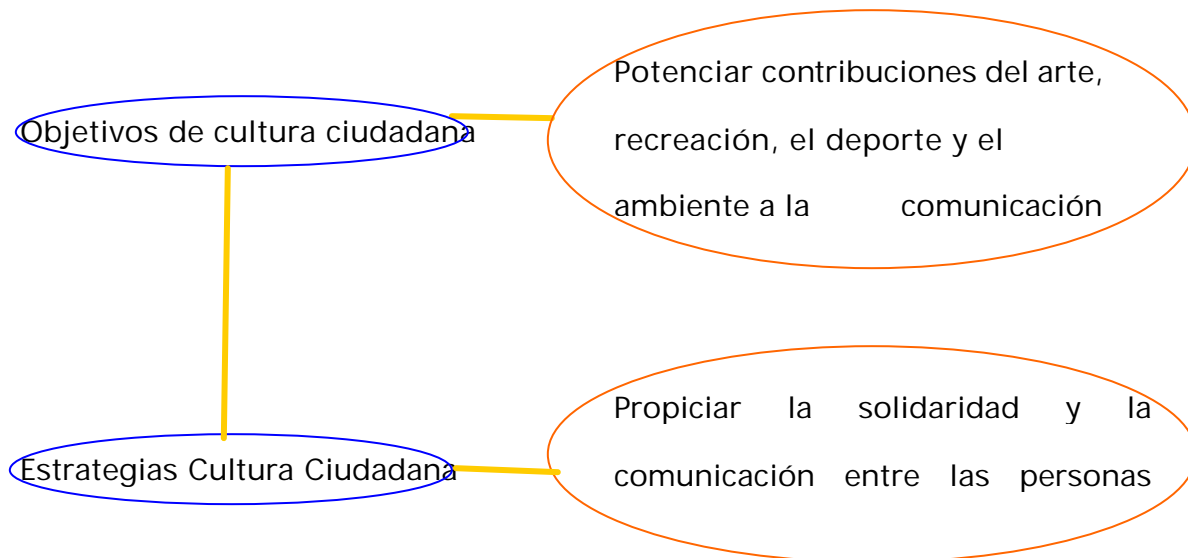 Objetivos de cultura ciudadana
Potenciar contribuciones del arte,
recreación, el deporte y el
ambiente a la comunicación
Estrategias Cultura Ciudadana
Propiciar la solidaridad y la
comunicación entre las personas